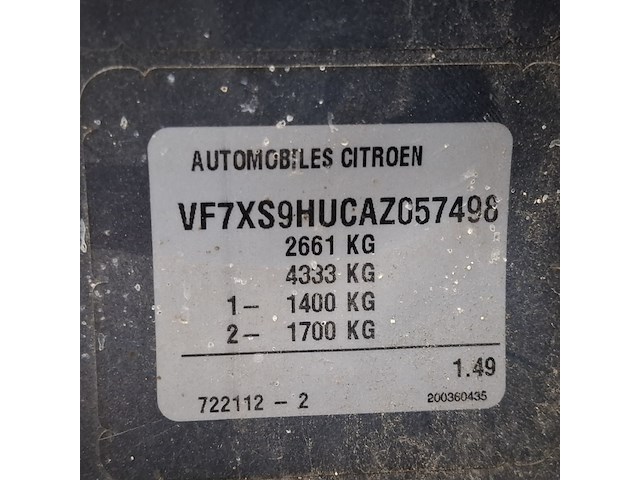 AUTOMOBILES CITROEN
VF7XS9HUCAZ057498
2661 KG
4333 KG
1- 1400 KG
2- 1700 KG
1.49
722112 - 2 200360435